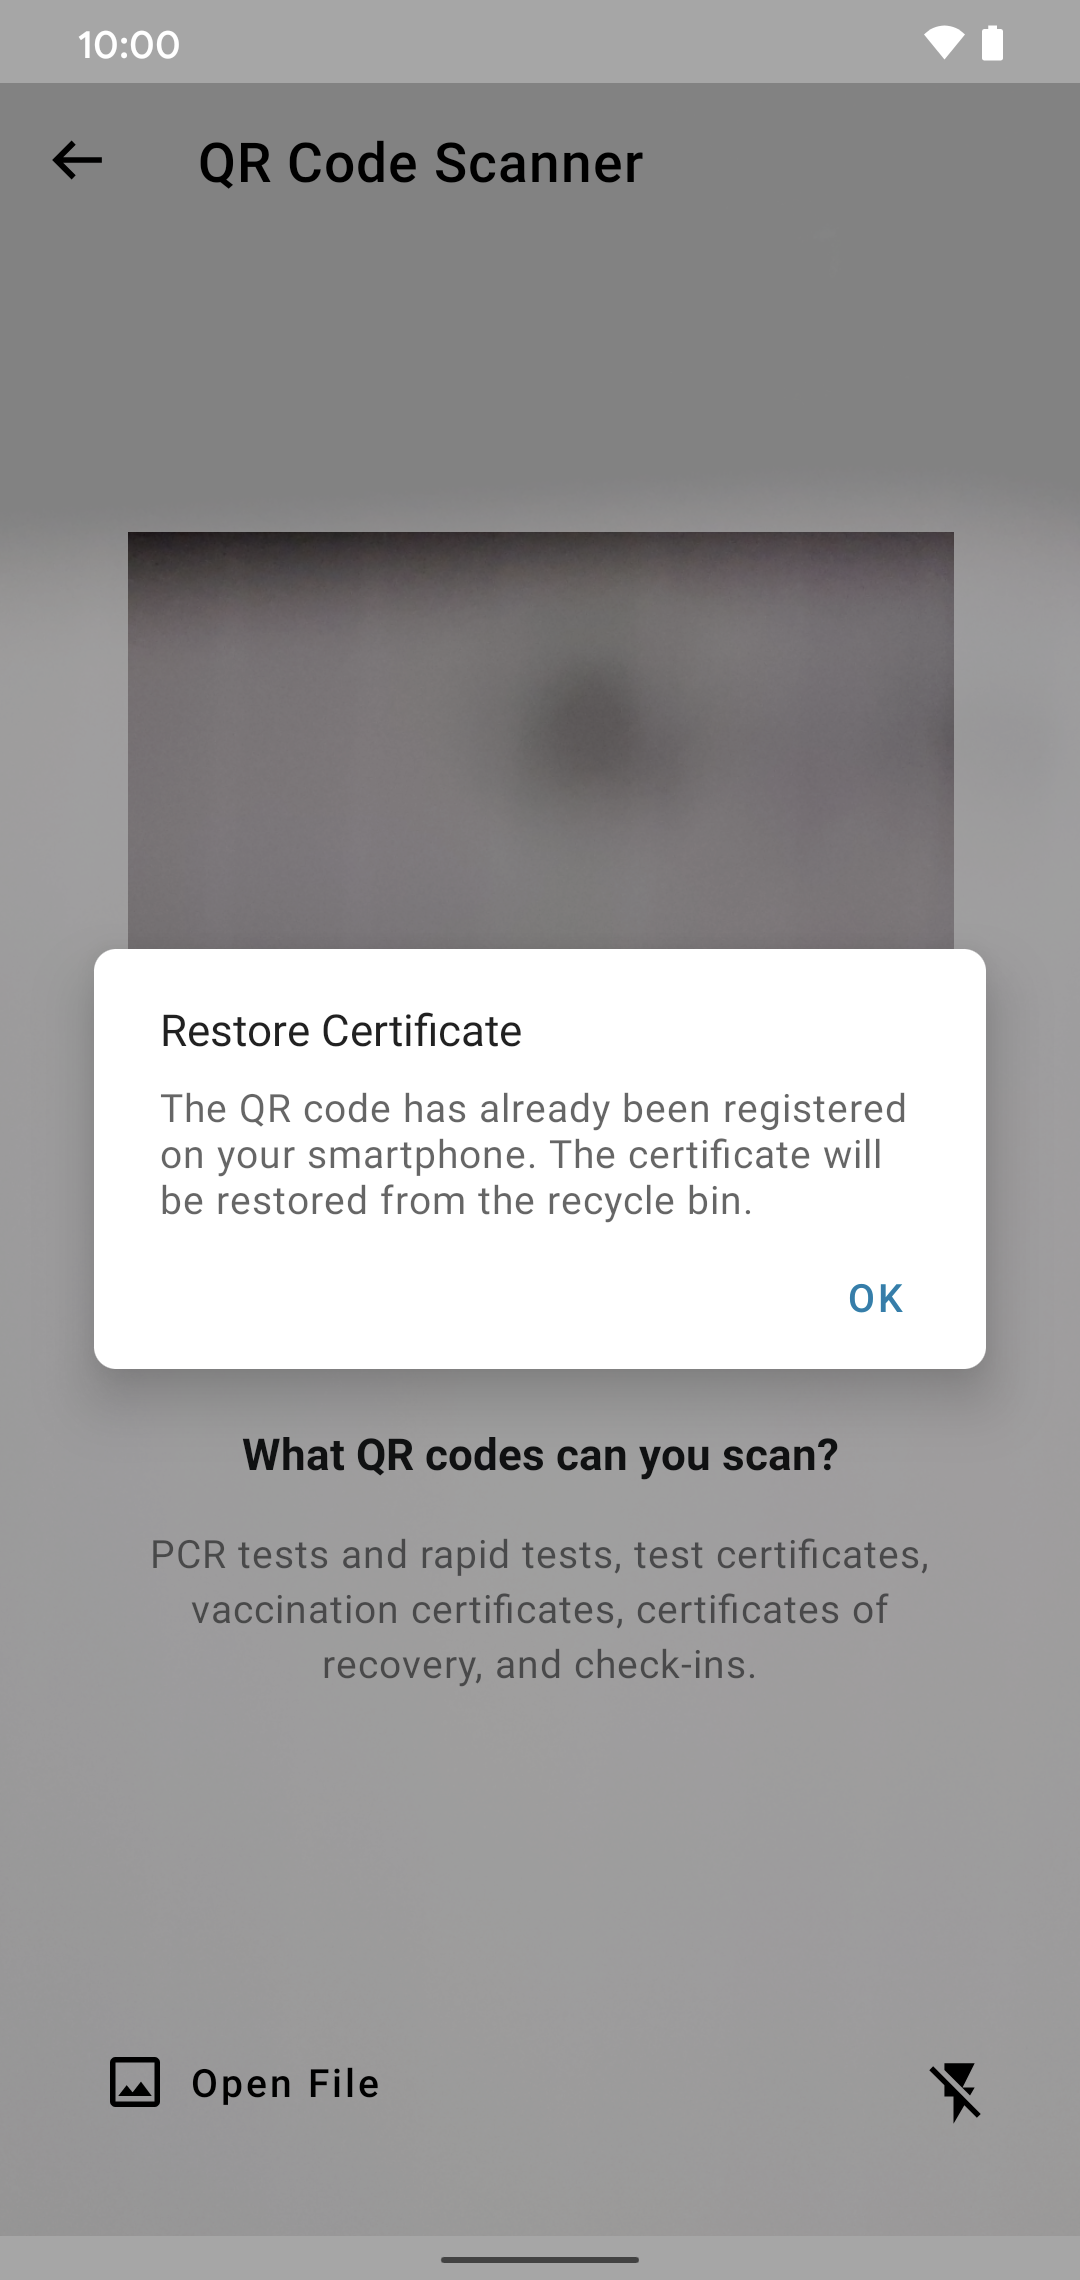 10:00
QR Code Scanner
Restore Certificate
The QR code has already been registered
on your smartphone. The certificate will
be restored from the recycle bin.
OK
What QR codes can you scan?
PCR tests and rapid tests, test certificates,
vaccination certificates, certificates of
recovery, and check-ins.
Open File